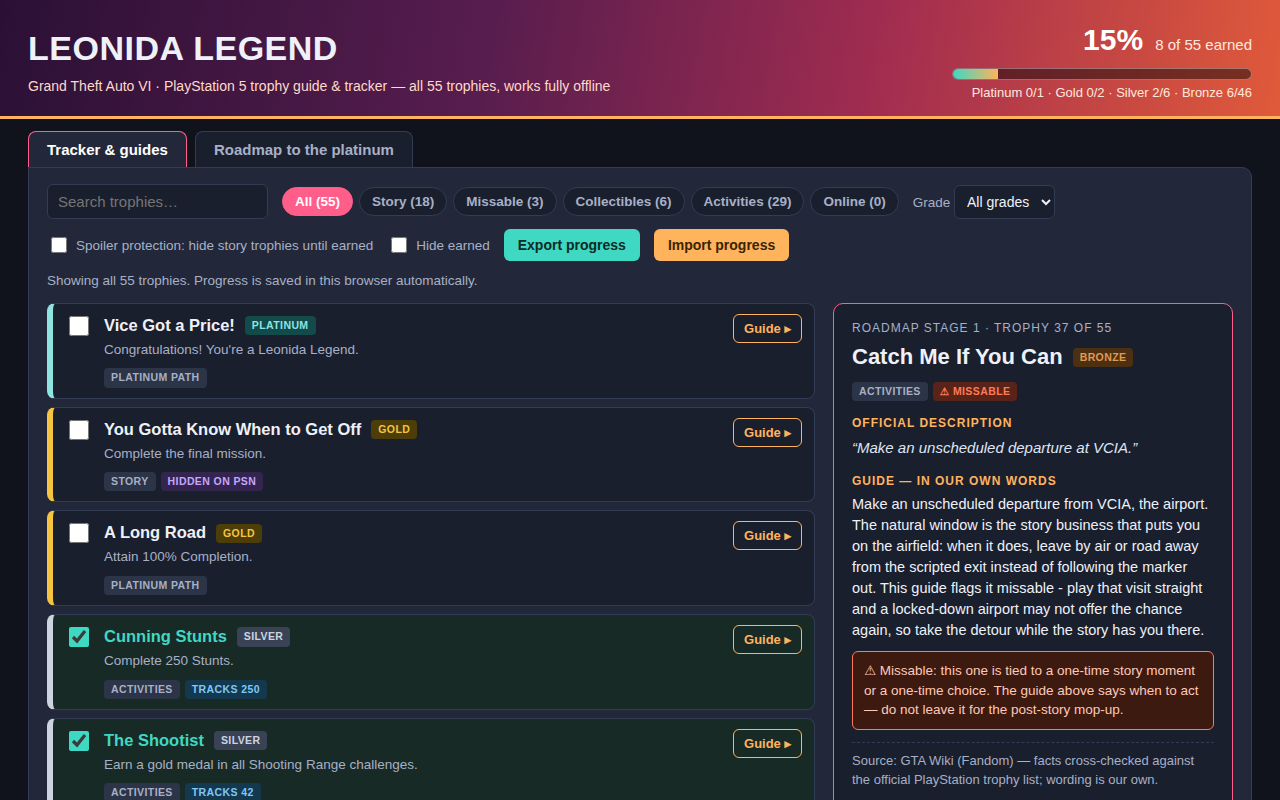 LEONIDA LEGEND
Grand Theft Auto VI · PlayStation 5 trophy guide & tracker — all 55 trophies, works fully offline
15% 8 of 55 earned
Platinum 0/1 · Gold 0/2 · Silver 2/6 · Bronze 6/46
Tracker & guides
Roadmap to the platinum
Search trophies…
All (55)
Story (18)
Missable (3)
Collectibles (6)
Activities (29)
Online (0)
Grade
All grades
Spoiler protection: hide story trophies until earned
Hide earned
Export progress
Import progress
Showing all 55 trophies. Progress is saved in this browser automatically.
Vice Got a Price! PLATINUM
Guide ▸
Congratulations! You're a Leonida Legend.
PLATINUM PATH
You Gotta Know When to Get Off GOLD
Guide ▸
Complete the final mission.
STORY HIDDEN ON PSN
A Long Road GOLD
Guide ▸
Attain 100% Completion.
PLATINUM PATH
Cunning Stunts SILVER
Guide ▸
Complete 250 Stunts.
ACTIVITIES TRACKS 250
The Shootist SILVER
Guide ▸
Earn a gold medal in all Shooting Range challenges.
ACTIVITIES TRACKS 42
ROADMAP STAGE 1 · TROPHY 37 OF 55
Catch Me If You Can BRONZE
ACTIVITIES ⚠ MISSABLE
OFFICIAL DESCRIPTION
“Make an unscheduled departure at VCIA.”
GUIDE — IN OUR OWN WORDS
Make an unscheduled departure from VCIA, the airport.
The natural window is the story business that puts you
on the airfield: when it does, leave by air or road away
from the scripted exit instead of following the marker
out. This guide flags it missable - play that visit straight
and a locked-down airport may not offer the chance
again, so take the detour while the story has you there.
⚠ Missable: this one is tied to a one-time story moment
or a one-time choice. The guide above says when to act
— do not leave it for the post-story mop-up.
Source: GTA Wiki (Fandom) — facts cross-checked against
the official PlayStation trophy list; wording is our own.